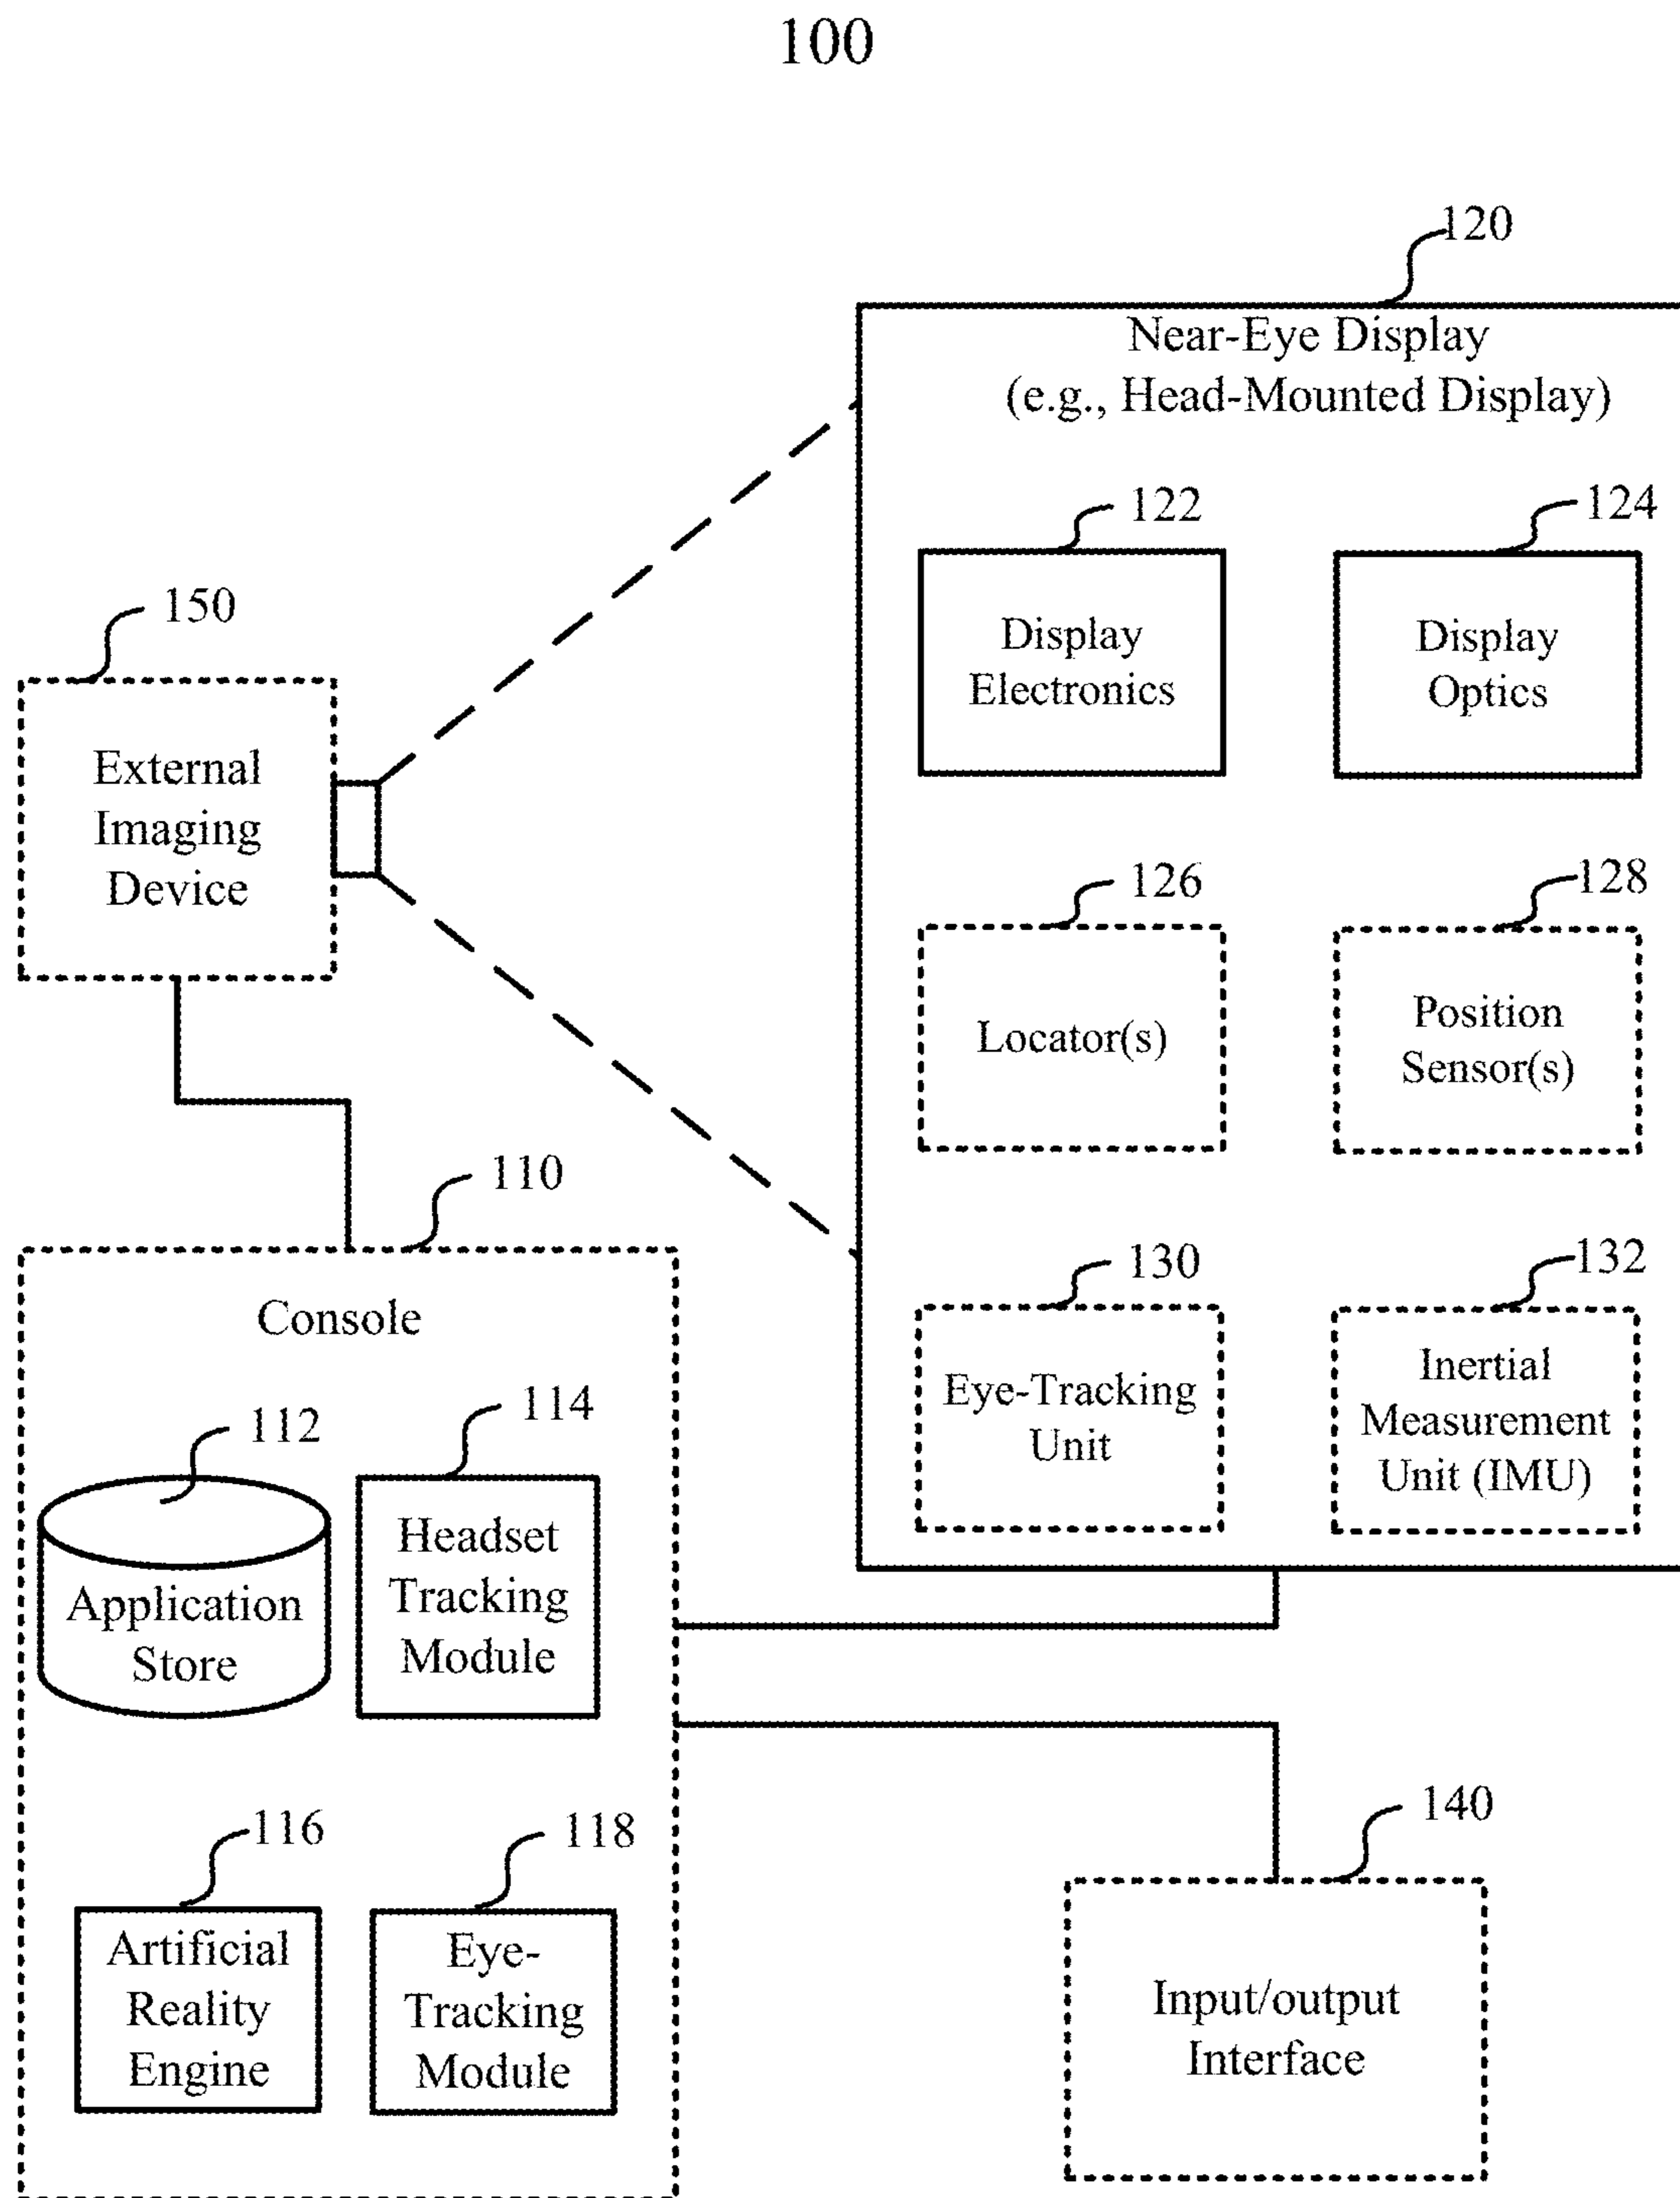 100
120
Near-Eye Display
(e.g., Head-Mounted Display)
122
124
Display
Electronics
Display
Optics
150
External
Imaging
Device
126
128
Locator(s)
Position
Sensor(s)
110
130
132
Console
Eye-Tracking
Unit
Inertial
Measurement
Unit (IMU)
112
114
Application
Store
Headset
Tracking
Module
116
118
140
Artificial
Reality
Engine
Eye-
Tracking
Module
Input/output
Interface